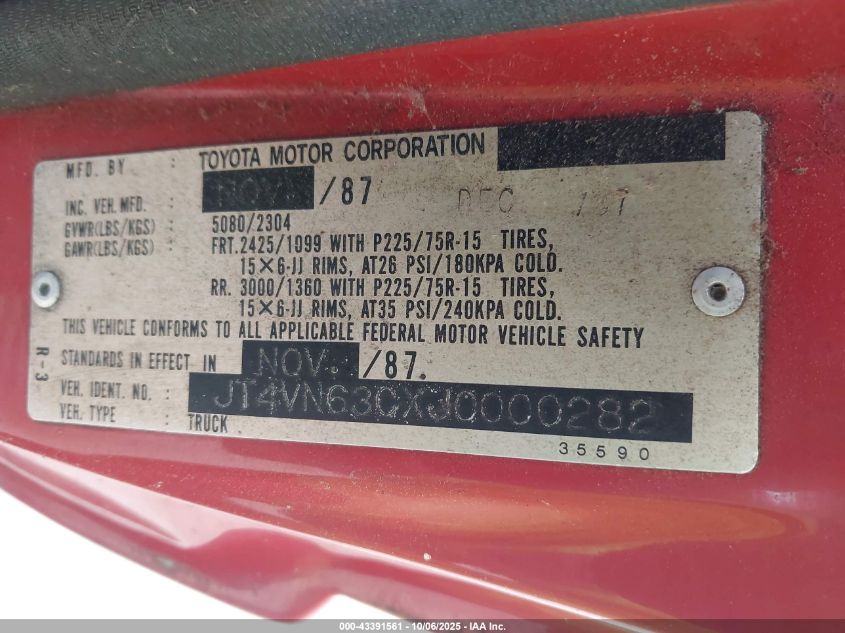 MFD. BY : TOYOTA MOTOR CORPORATION
INC. VEH. MFD. : NOV. /87 DEC '87
GVWR(LBS/KGS) : 5080/2304
GAWR(LBS/KGS) : FRT. 2425/1099 WITH P225/75R-15 TIRES,
15×6-JJ RIMS, AT26 PSI/180KPA COLD.
RR. 3000/1360 WITH P225/75R-15 TIRES,
15×6-JJ RIMS, AT35 PSI/240KPA COLD.
THIS VEHICLE CONFORMS TO ALL APPLICABLE FEDERAL MOTOR VEHICLE SAFETY
STANDARDS IN EFFECT IN NOV. /87.
VEH. IDENT. NO. : JT4VN63CXJ0000282
VEH. TYPE : TRUCK
R-3
35590
000-43391561 - 10/06/2025 - IAA Inc.